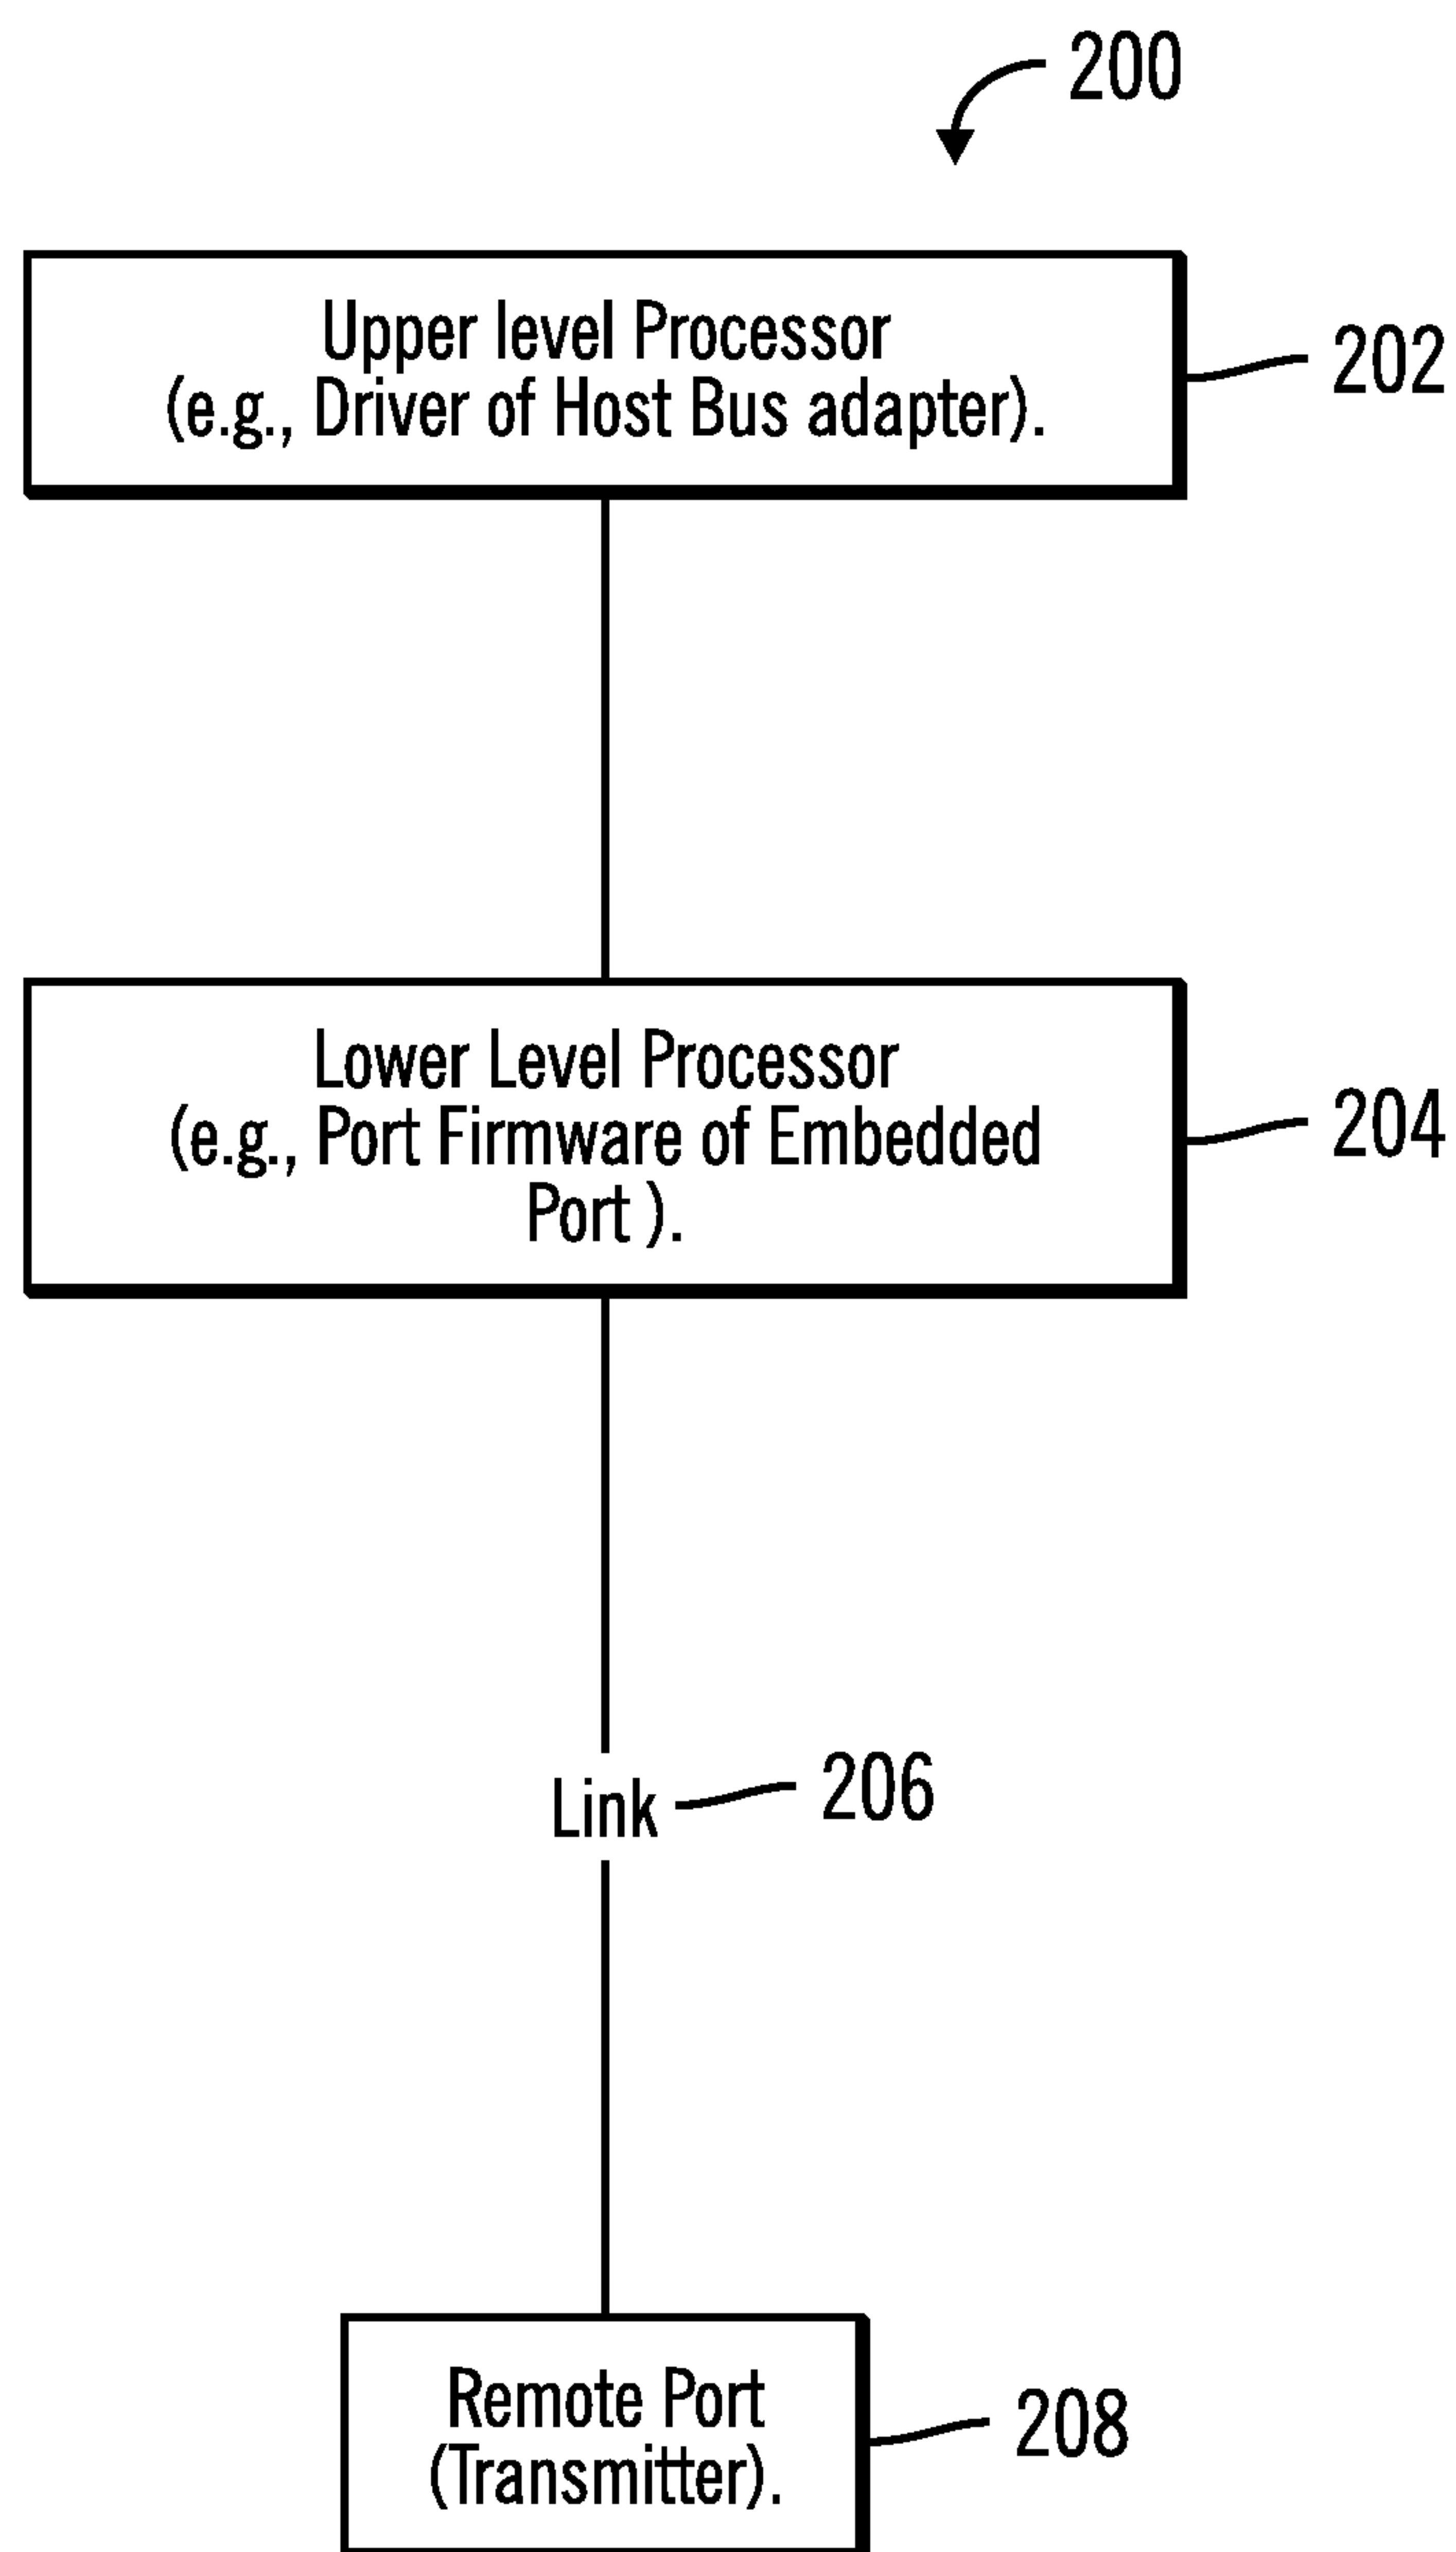 200
Upper level Processor
(e.g., Driver of Host Bus adapter).
202
Lower Level Processor
(e.g., Port Firmware of Embedded
Port ).
204
Link
206
Remote Port
(Transmitter).
208